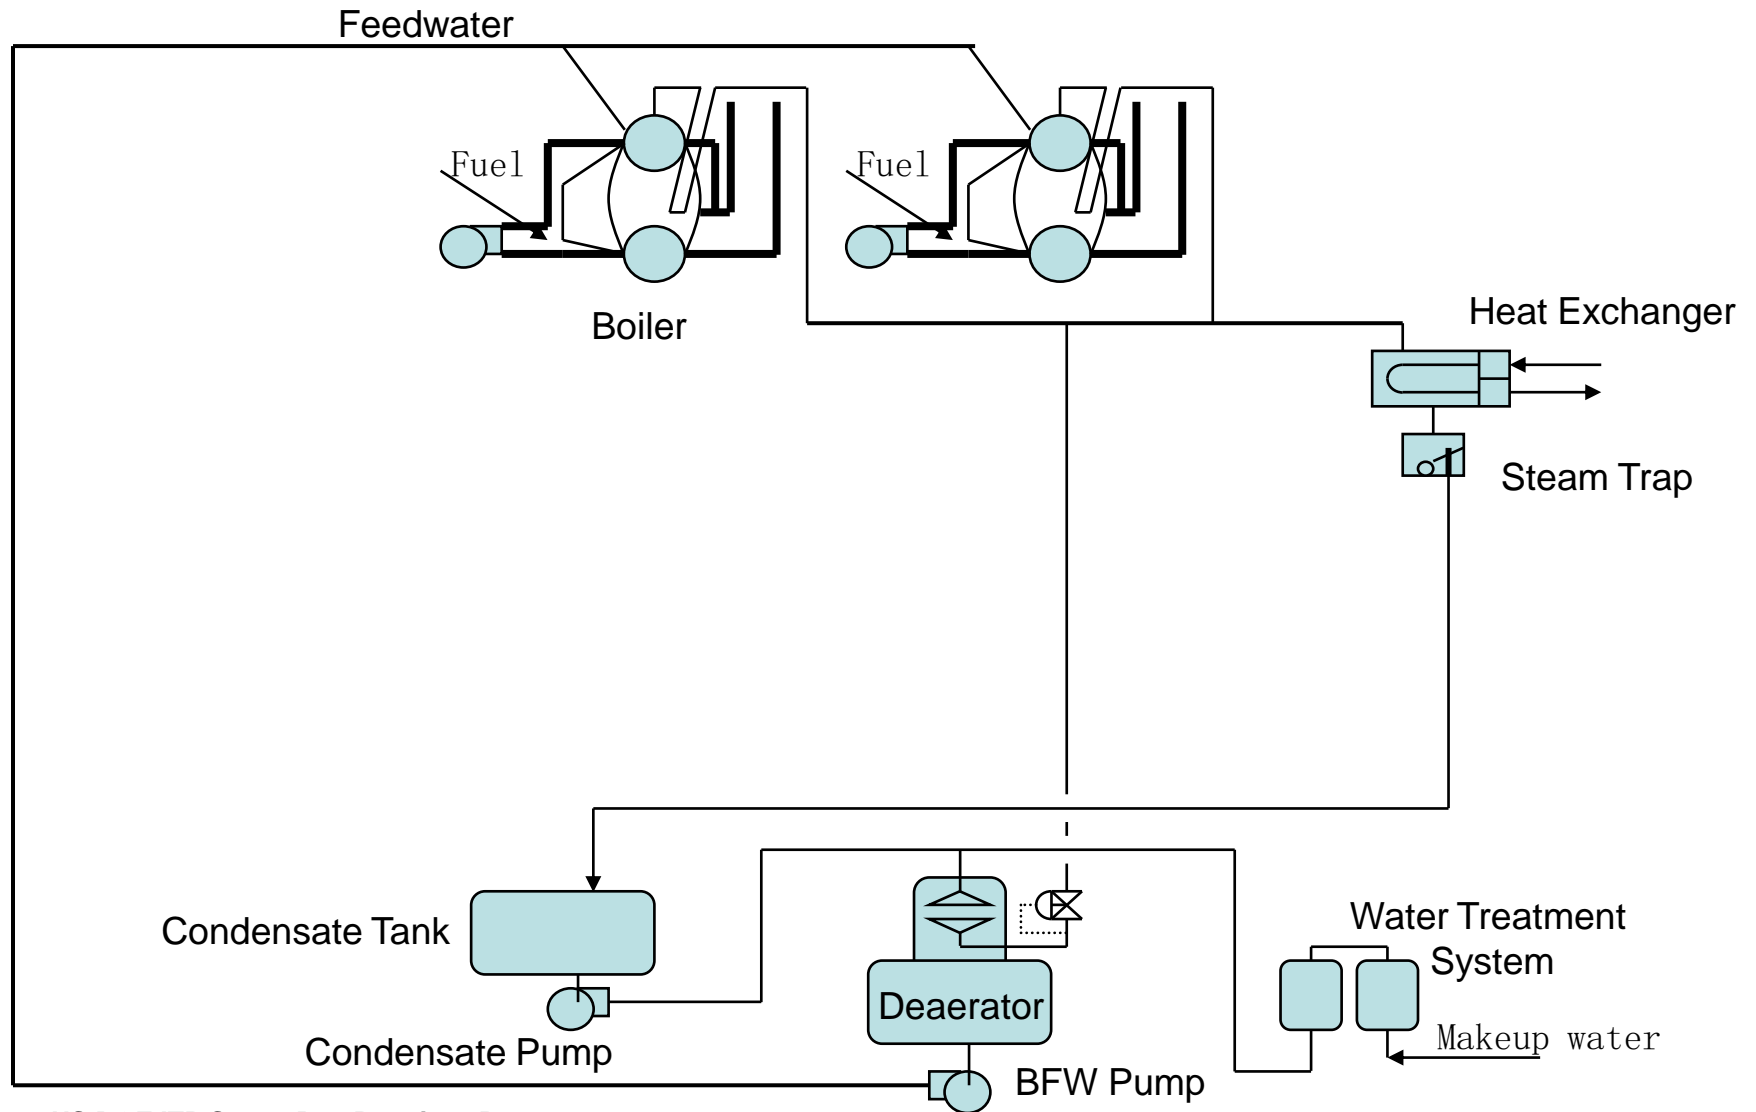 Feedwater
Fuel
Fuel
Boiler
Heat Exchanger
Steam Trap
Condensate Tank
Water Treatment
System
Deaerator
Makeup water
Condensate Pump
BFW Pump